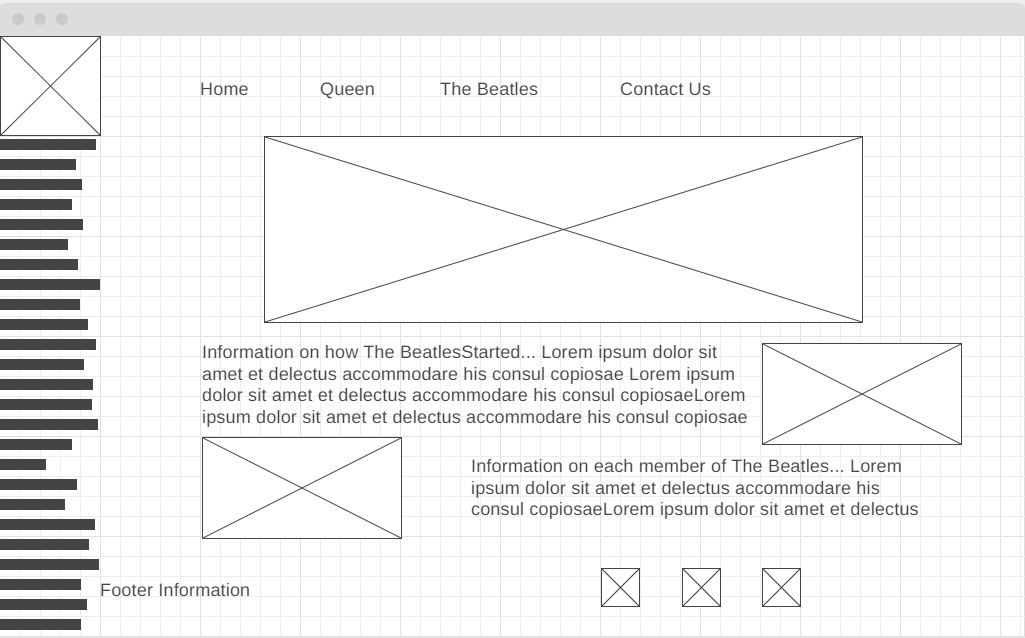 Home Queen The Beatles Contact Us
Information on how The BeatlesStarted... Lorem ipsum dolor sit
amet et delectus accommodare his consul copiosae Lorem ipsum
dolor sit amet et delectus accommodare his consul copiosaeLorem
ipsum dolor sit amet et delectus accommodare his consul copiosae
Information on each member of The Beatles... Lorem
ipsum dolor sit amet et delectus accommodare his
consul copiosaeLorem ipsum dolor sit amet et delectus
Footer Information